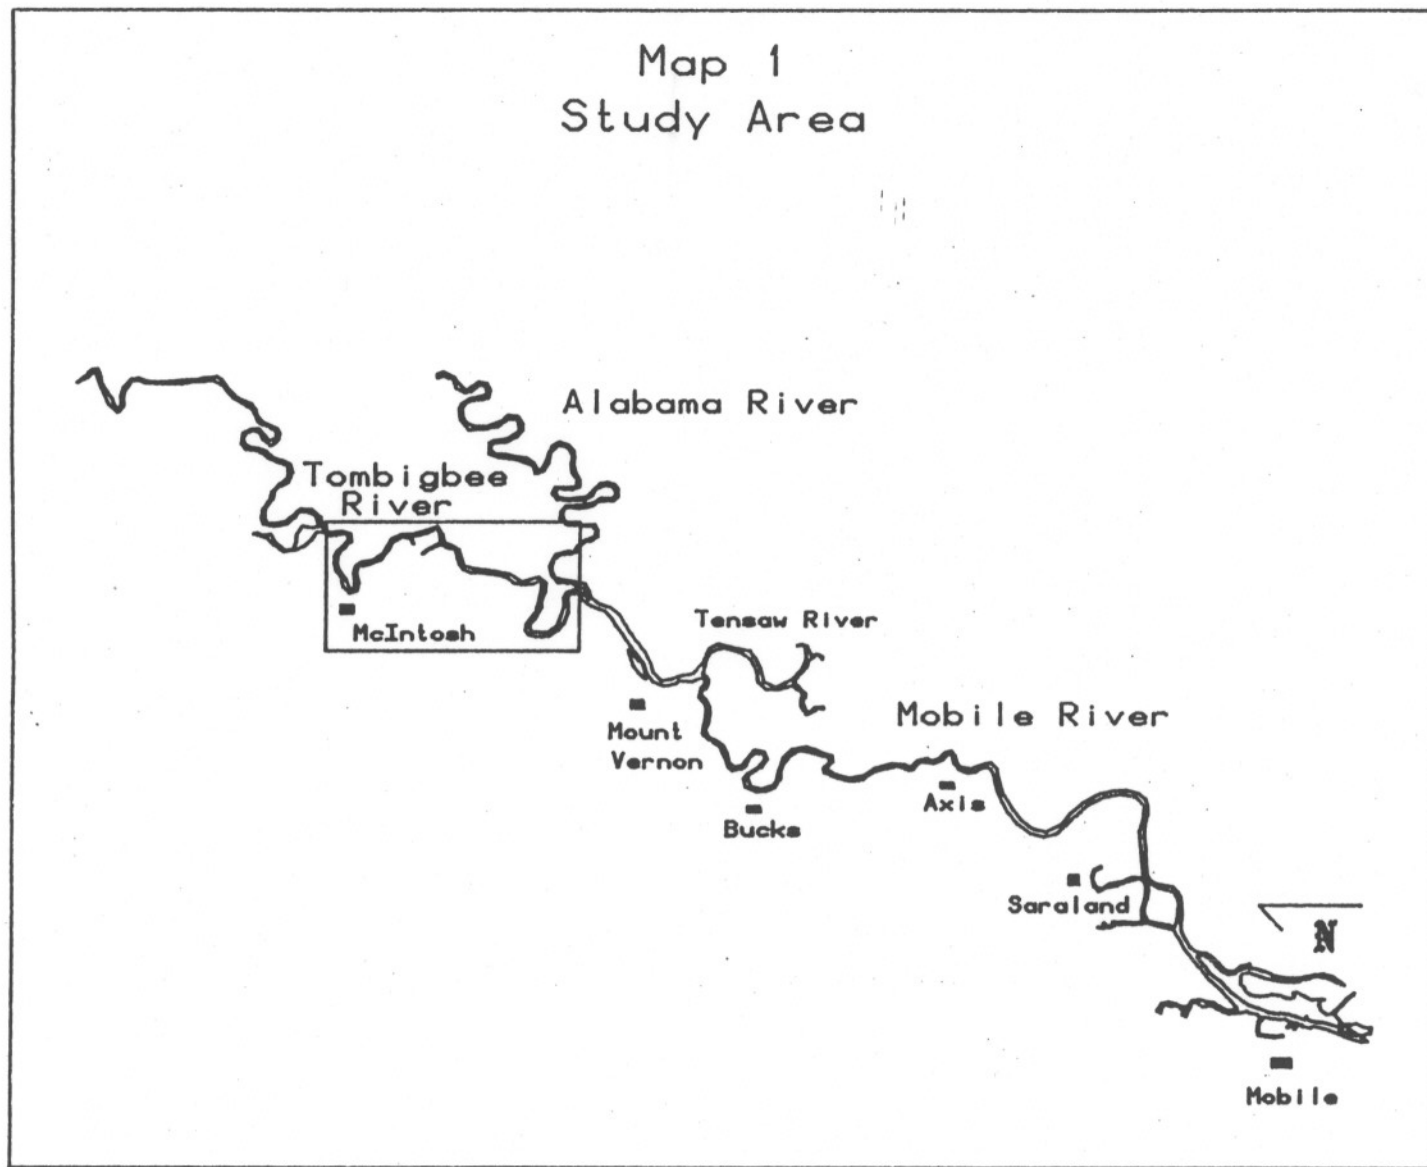 Map 1
Study Area
Alabama River
Tombigbee
River
McIntosh
Tensaw River
Mount
Vernon
Mobile River
Bucks
Axis
Saraland
N
Mobile